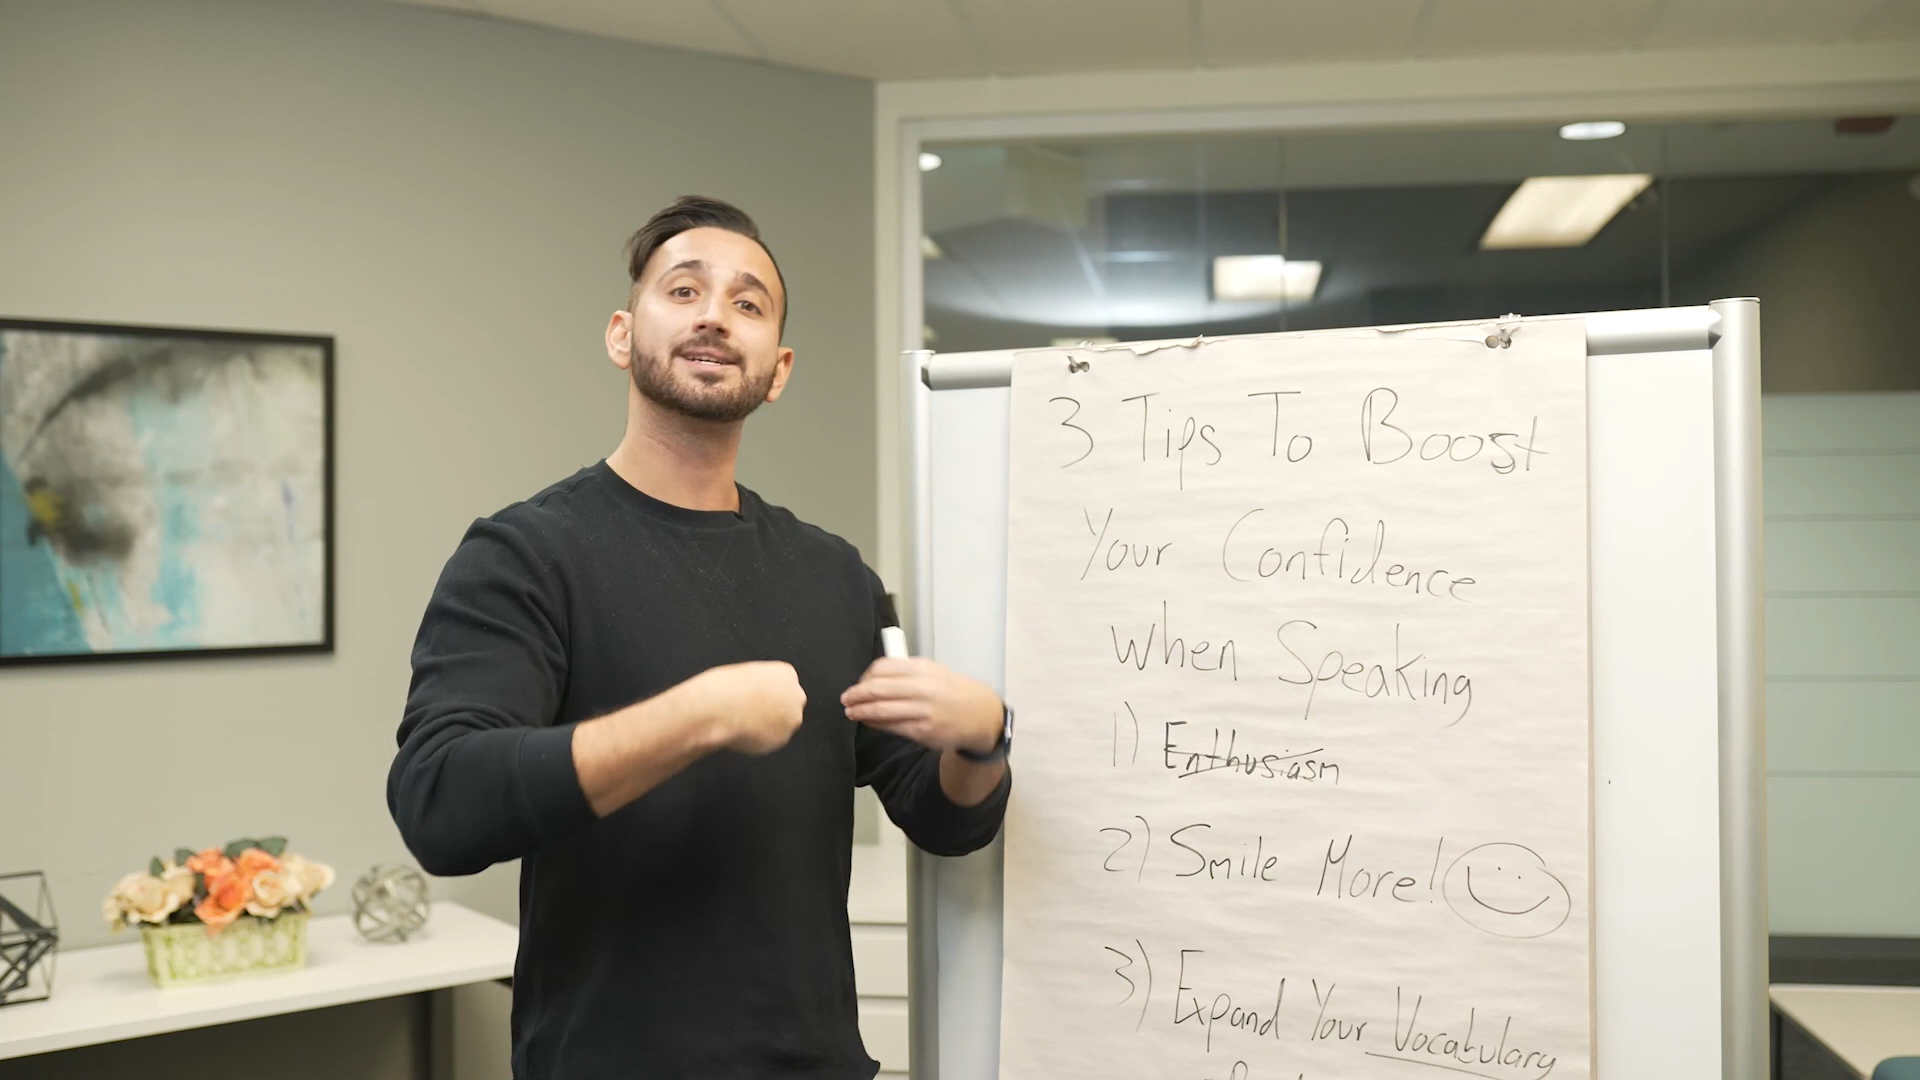 3 Tips To Boost
Your Confidence
when Speaking
1) Enthusiasm
2) Smile More!
3) Expand Your Vocabulary